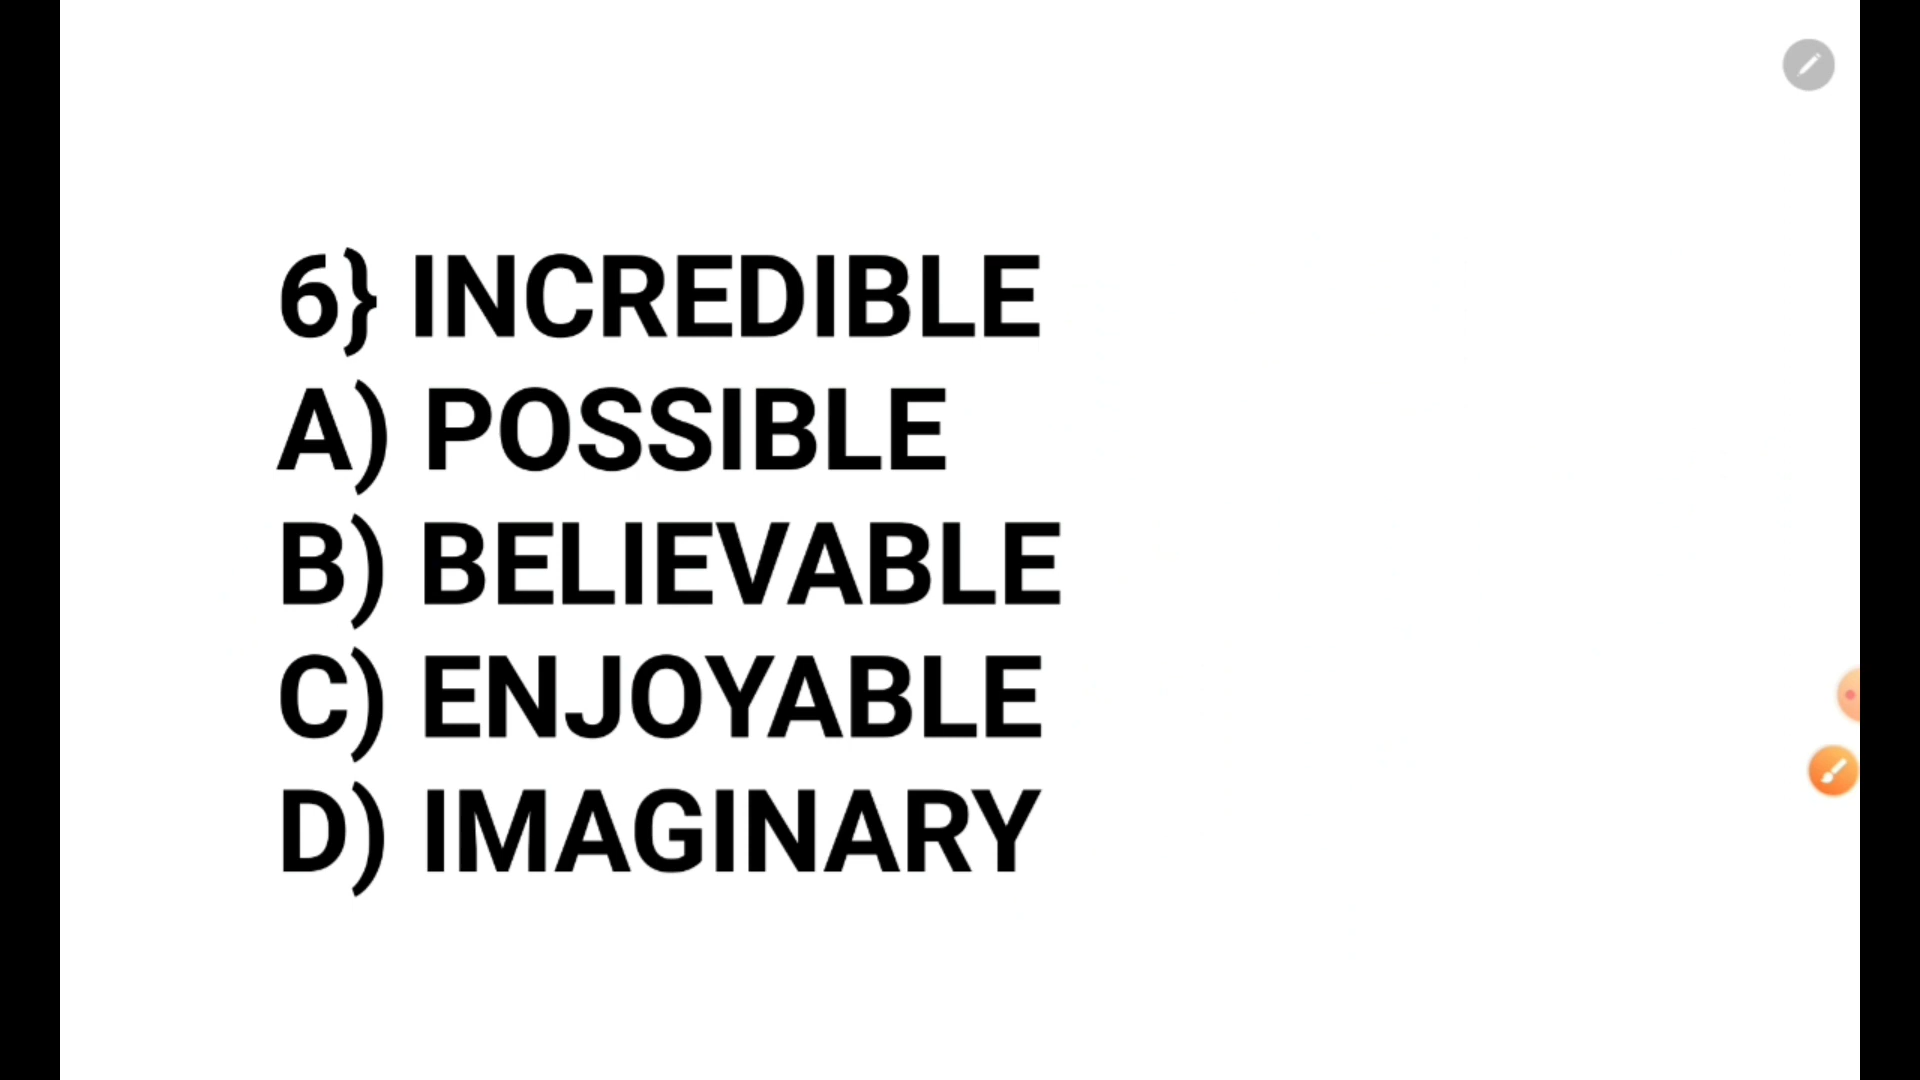 6} INCREDIBLE
A) POSSIBLE
B) BELIEVABLE
C) ENJOYABLE
D) IMAGINARY